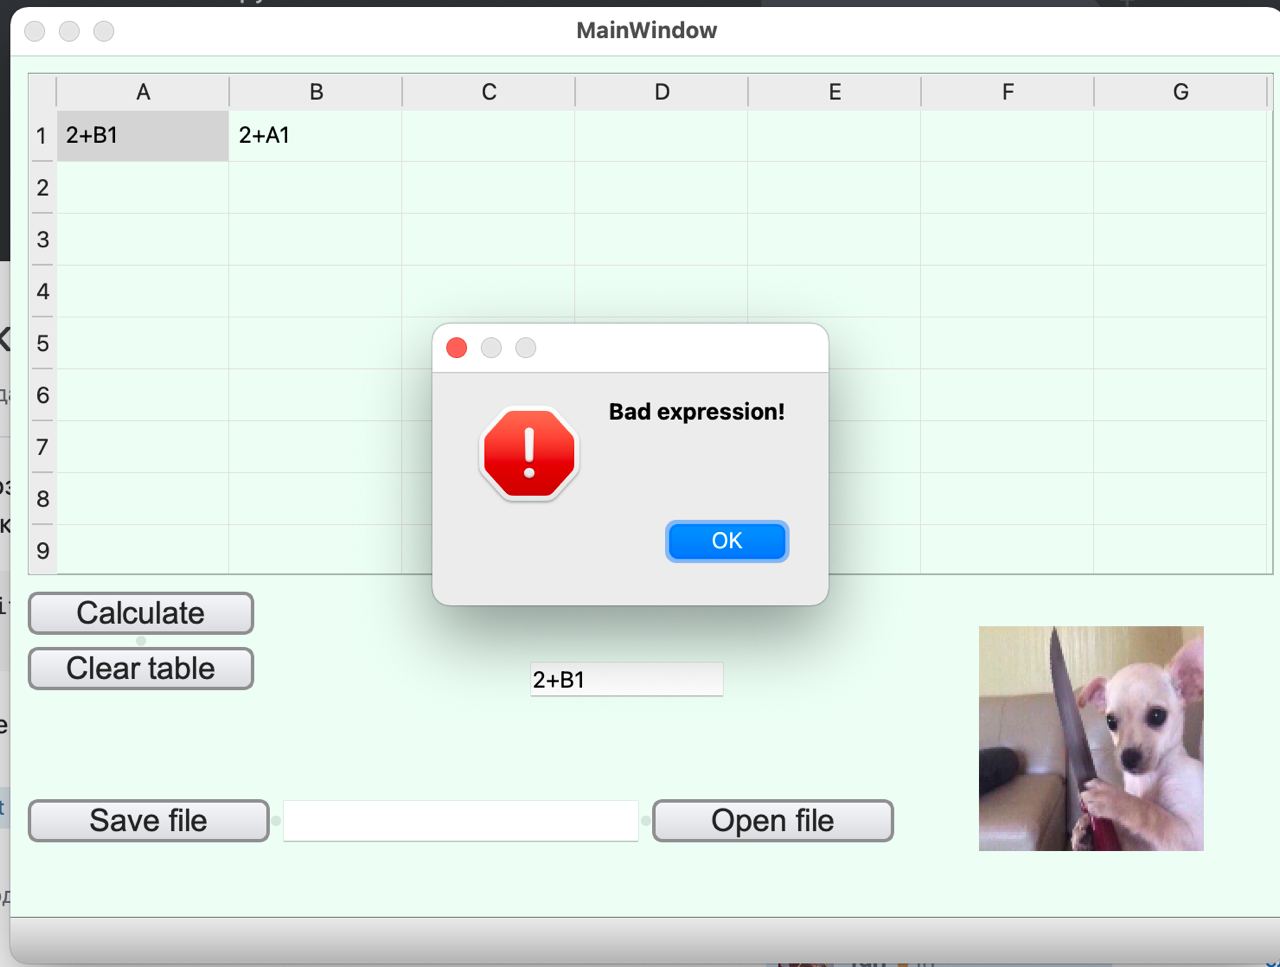 MainWindow
A B C D E F G
1 2+B1 2+A1
2
3
4
5
6
7
8
9
Bad expression!
OK
Calculate
Clear table
2+B1
Save file
Open file